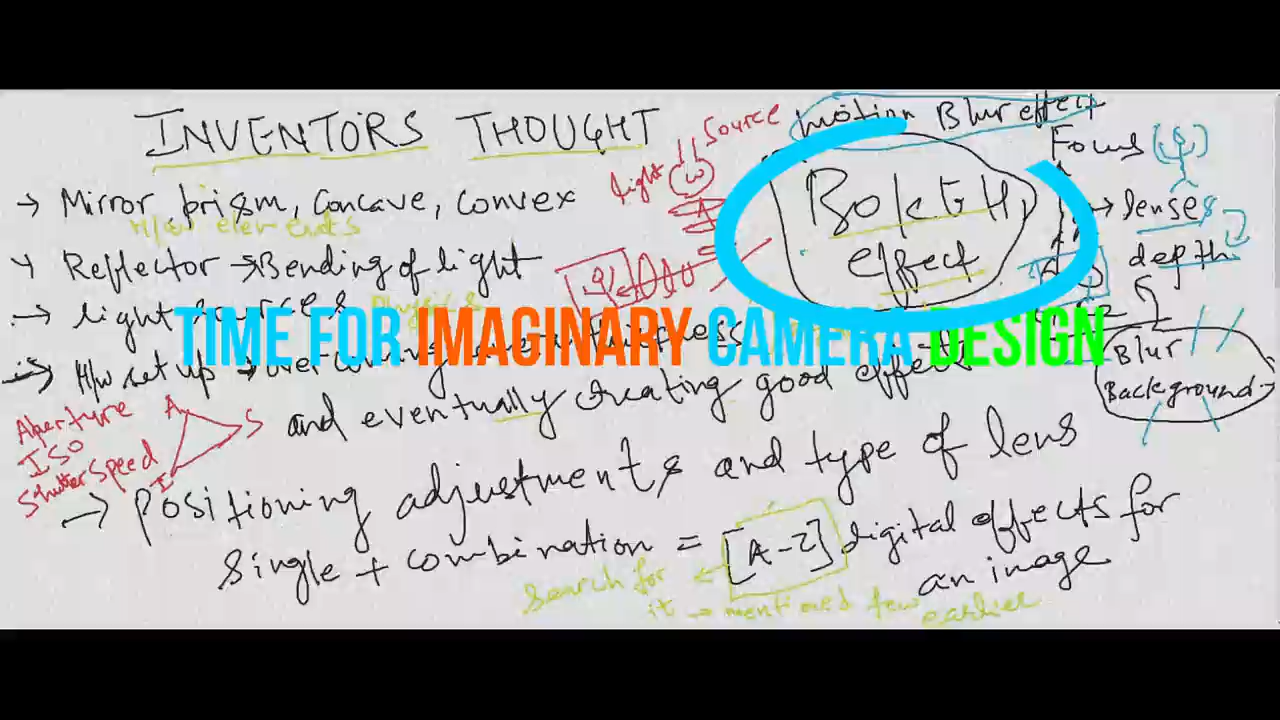 INVENTORS THOUGHT
light Source
motion Blur effect
Focus
→ Mirror, prism, Concave, Convex
H/w elements
Bokeh
effect
→ lenses
depth
→ Reflector → Bending of light
→ light sources
physics
TIME FOR IMAGINARY CAMERA DESIGN
→ H/w set up →
Blur
Background
and eventually creating good effect
Aperture
ISO
Shutter Speed
A
S
I
→ Positioning adjustments and type of lens
Single + combination = [A-Z] digital effects for
an image
Search for
it → mentioned few
earlier